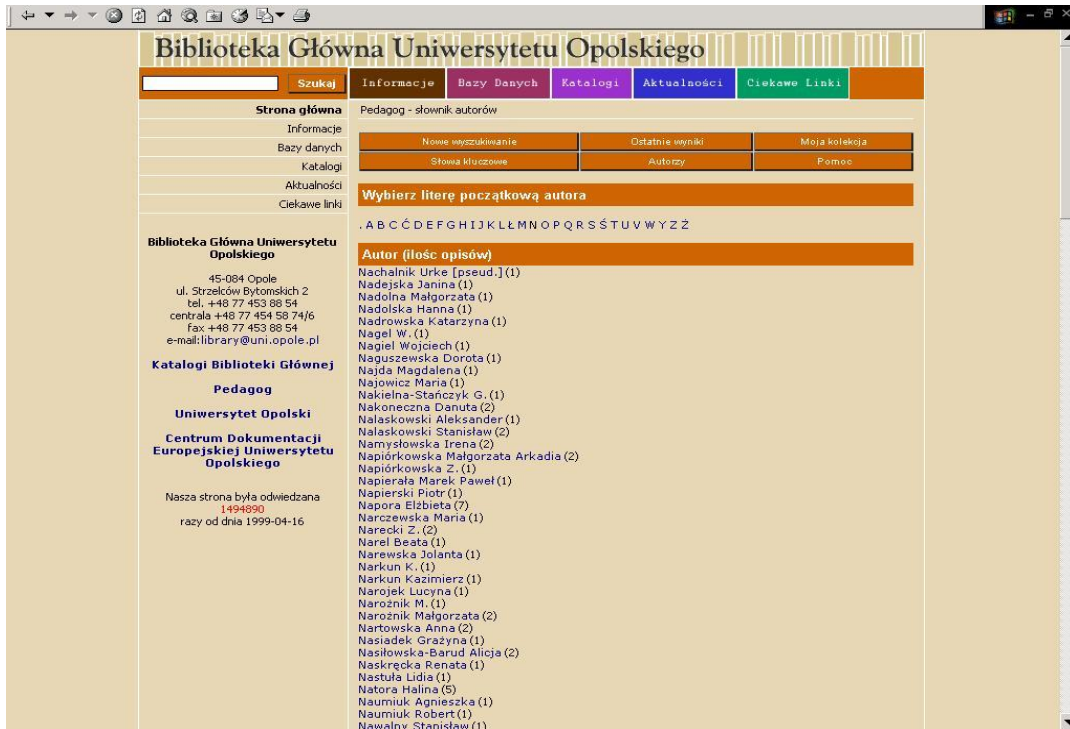 Biblioteka Główna Uniwersytetu Opolskiego
Szukaj
Informacje
Bazy Danych
Katalogi
Aktualności
Ciekawe Linki
Strona główna
Informacje
Bazy danych
Katalogi
Aktualności
Ciekawe linki
Biblioteka Główna Uniwersytetu
Opolskiego
45-084 Opole
ul. Strzelców Bytomskich 2
tel. +48 77 453 88 54
centrala +48 77 454 58 74/6
fax +48 77 453 88 54
e-mail:library@uni.opole.pl
Katalogi Biblioteki Głównej
Pedagog
Uniwersytet Opolski
Centrum Dokumentacji
Europejskiej Uniwersytetu
Opolskiego
Nasza strona była odwiedzana
1494890
razy od dnia 1999-04-16
Pedagog - słownik autorów
Nowe wyszukiwanie
Ostatnie wyniki
Moja kolekcja
Słowa kluczowe
Autorzy
Pomoc
Wybierz literę początkową autora
. A B C Ć D E F G H I J K L Ł M N O P Q R S Ś T U V W Y Z Ż
Autor (ilośc opisów)
Nachalnik Urke [pseud.] (1)
Nadejska Janina (1)
Nadolna Małgorzata (1)
Nadolska Hanna (1)
Nadrowska Katarzyna (1)
Nagel W. (1)
Nagiel Wojciech (1)
Naguszewska Dorota (1)
Najda Magdalena (1)
Najowicz Maria (1)
Nakielna-Stańczyk G. (1)
Nakoneczna Danuta (2)
Nalaskowski Aleksander (1)
Nalaskowski Stanisław (2)
Namysłowska Irena (2)
Napiórkowska Małgorzata Arkadia (2)
Napiórkowska Z. (1)
Napierała Marek Paweł (1)
Napierski Piotr (1)
Napora Elżbieta (7)
Narczewska Maria (1)
Narecki Z. (2)
Narel Beata (1)
Narewska Jolanta (1)
Narkun K. (1)
Narkun Kazimierz (1)
Narojek Lucyna (1)
Narożnik M. (1)
Narożnik Małgorzata (2)
Nartowska Anna (2)
Nasiadek Grażyna (1)
Nasiłowska-Barud Alicja (2)
Naskręcka Renata (1)
Nastuła Lidia (1)
Natora Halina (5)
Naumiuk Agnieszka (1)
Naumiuk Robert (1)
Nawalny Stanisław (1)